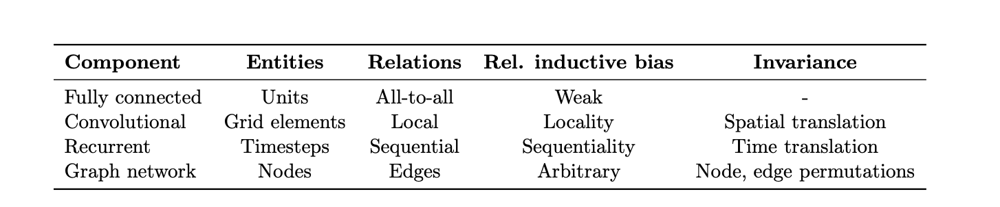 Component Entities Relations Rel. inductive bias Invariance
Fully connected Units All-to-all Weak -
Convolutional Grid elements Local Locality Spatial translation
Recurrent Timesteps Sequential Sequentiality Time translation
Graph network Nodes Edges Arbitrary Node, edge permutations